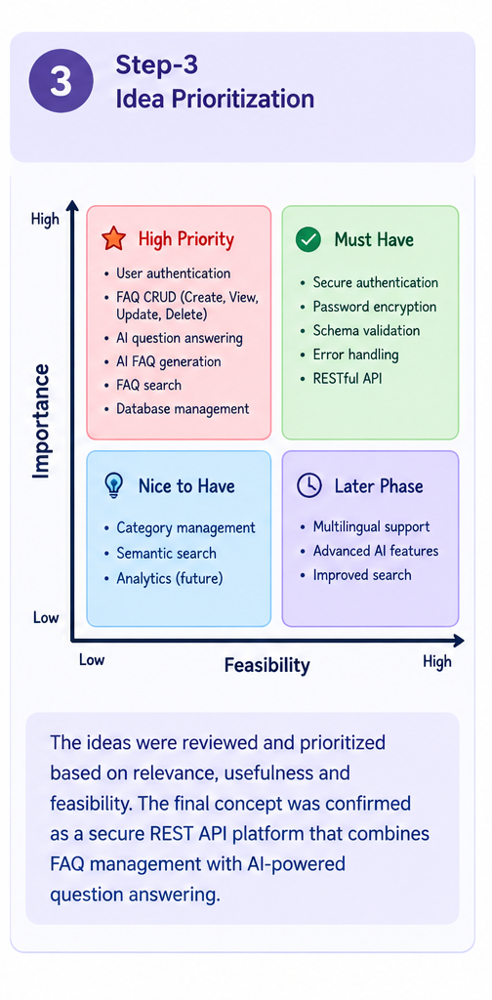 3
Step-3
Idea Prioritization
High
High Priority
• User authentication
• FAQ CRUD (Create, View,
Update, Delete)
• AI question answering
• AI FAQ generation
• FAQ search
• Database management
Must Have
• Secure authentication
• Password encryption
• Schema validation
• Error handling
• RESTful API
Importance
Nice to Have
• Category management
• Semantic search
• Analytics (future)
Later Phase
• Multilingual support
• Advanced AI features
• Improved search
Low
Low
Feasibility
High
The ideas were reviewed and prioritized
based on relevance, usefulness and
feasibility. The final concept was confirmed
as a secure REST API platform that combines
FAQ management with AI-powered
question answering.